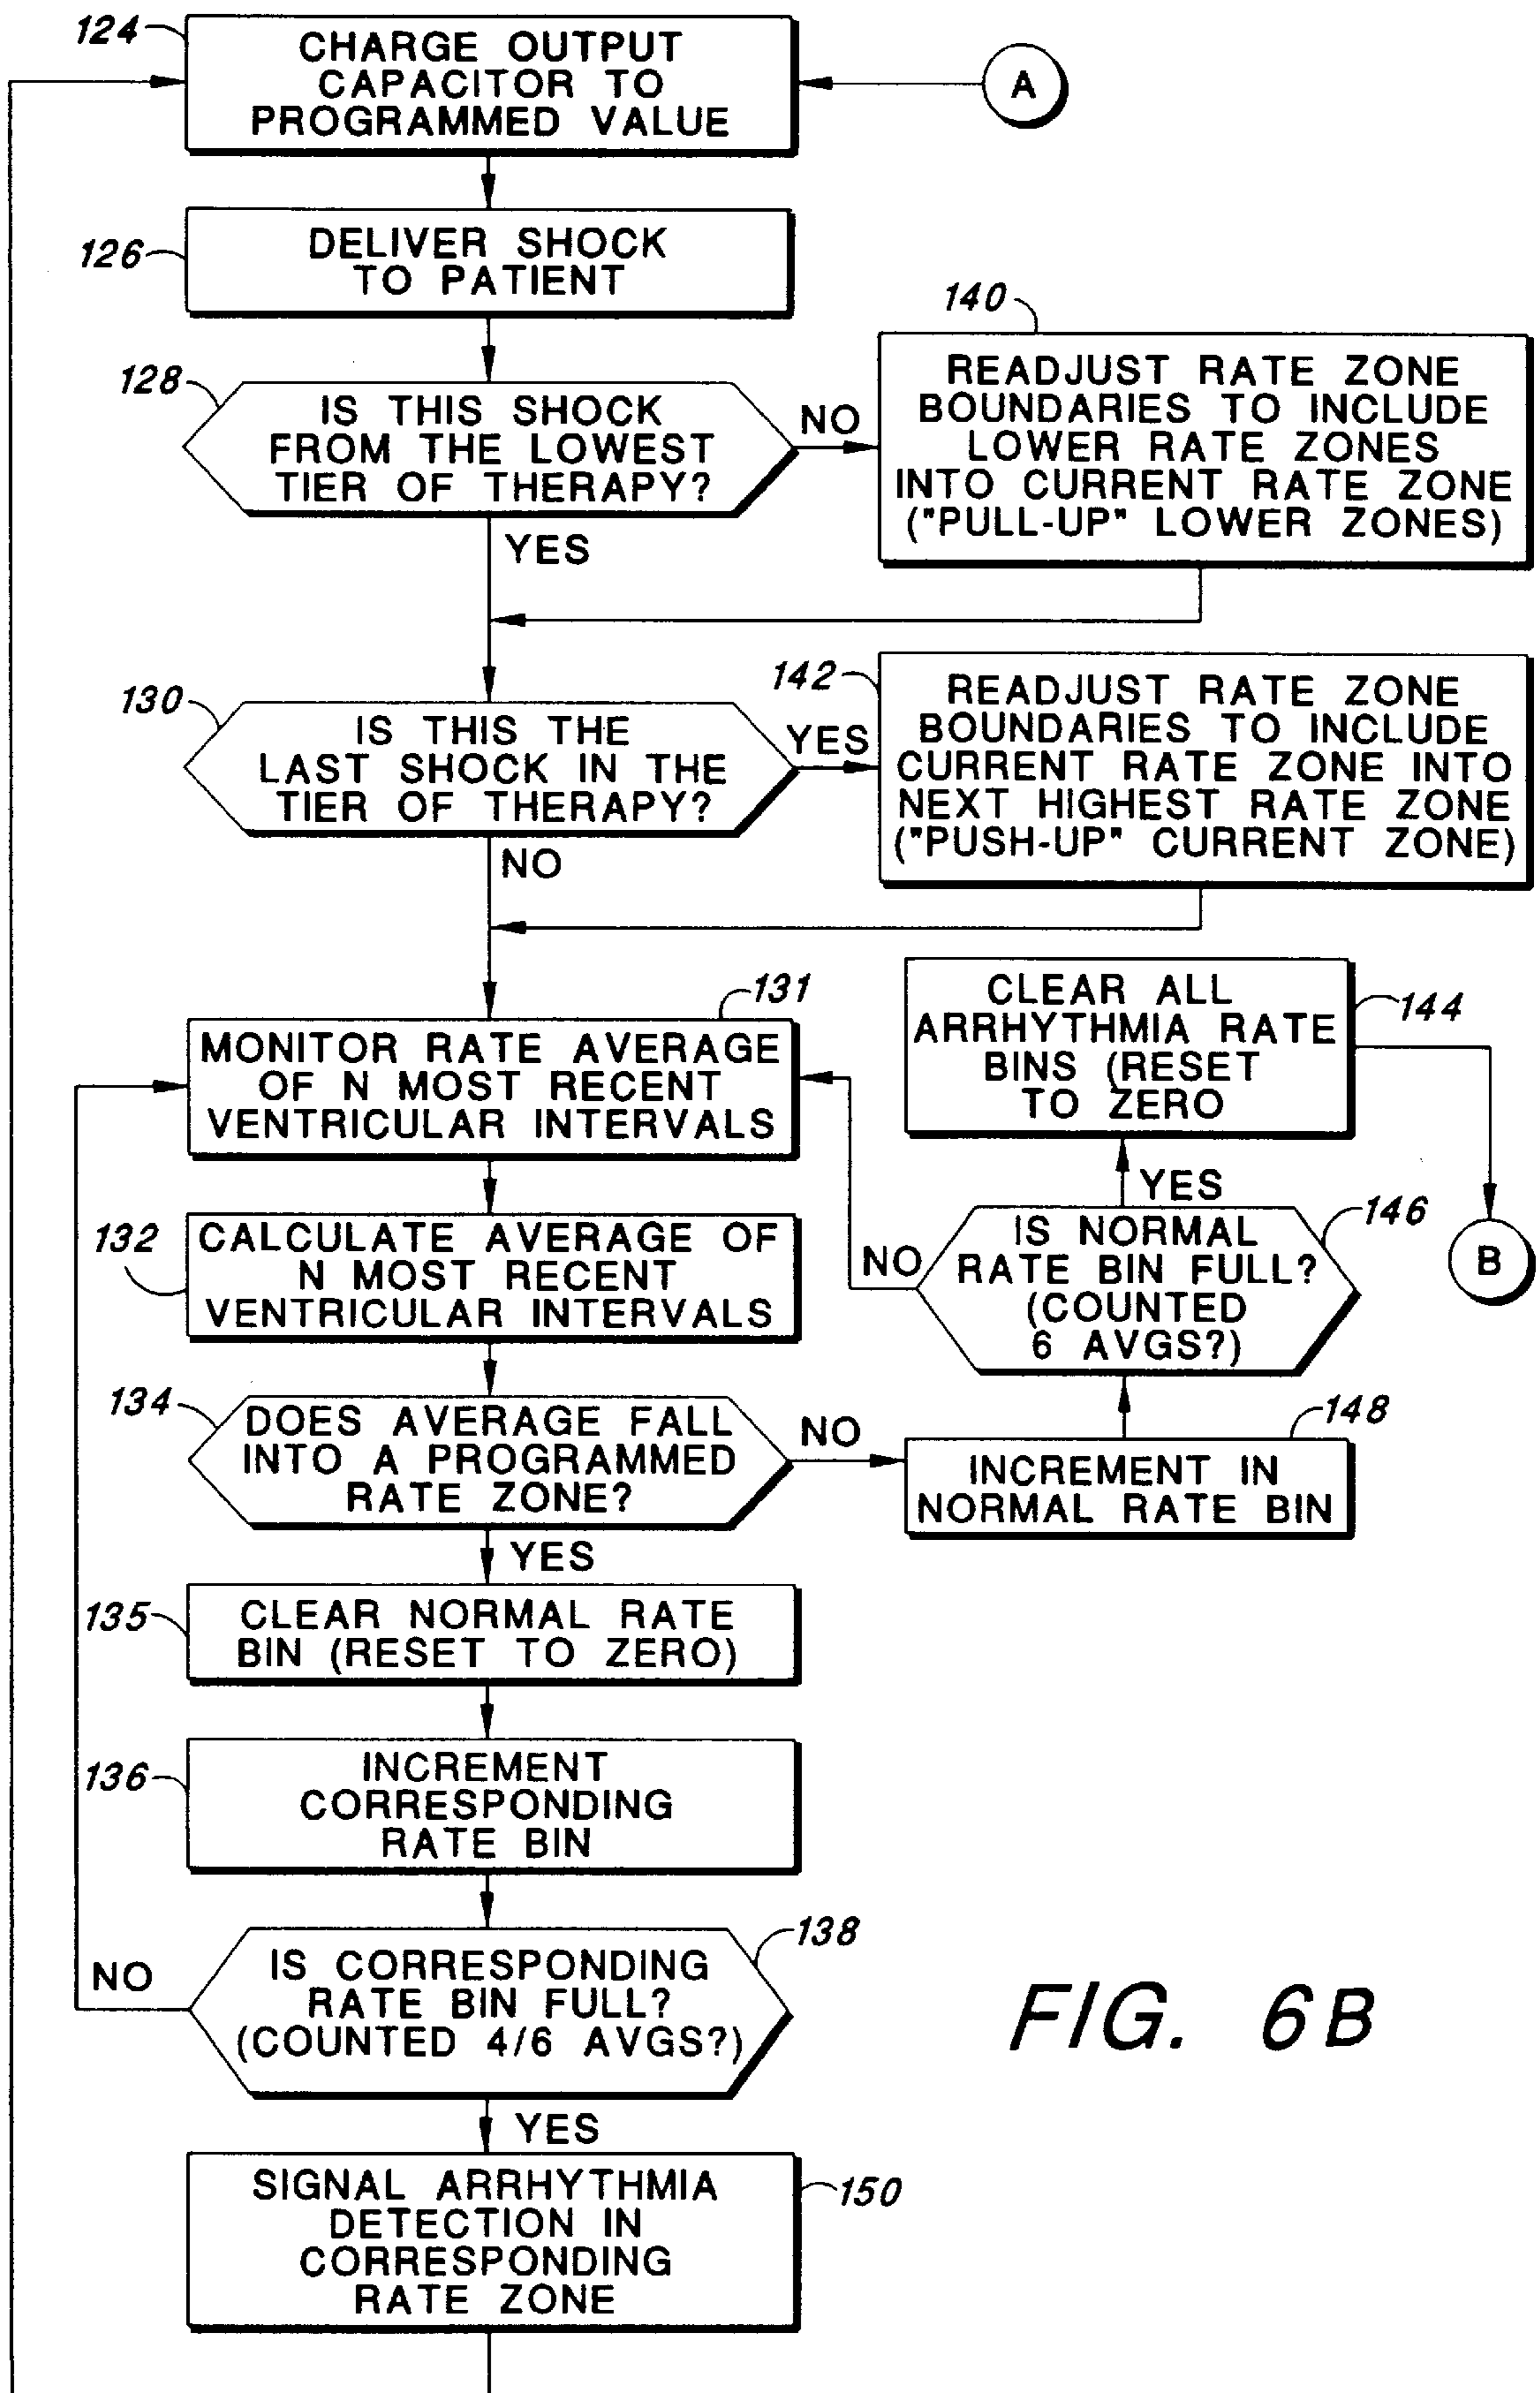 124
CHARGE OUTPUT
CAPACITOR TO
PROGRAMMED VALUE
A
126
DELIVER SHOCK
TO PATIENT
128
IS THIS SHOCK
FROM THE LOWEST
TIER OF THERAPY?
NO
YES
140
READJUST RATE ZONE
BOUNDARIES TO INCLUDE
LOWER RATE ZONES
INTO CURRENT RATE ZONE
("PULL-UP" LOWER ZONES)
130
IS THIS THE
LAST SHOCK IN THE
TIER OF THERAPY?
YES
NO
142
READJUST RATE ZONE
BOUNDARIES TO INCLUDE
CURRENT RATE ZONE INTO
NEXT HIGHEST RATE ZONE
("PUSH-UP" CURRENT ZONE)
131
MONITOR RATE AVERAGE
OF N MOST RECENT
VENTRICULAR INTERVALS
CLEAR ALL
ARRHYTHMIA RATE
BINS (RESET
TO ZERO
144
YES
132
CALCULATE AVERAGE OF
N MOST RECENT
VENTRICULAR INTERVALS
NO
IS NORMAL
RATE BIN FULL?
(COUNTED
6 AVGS?)
146
B
134
DOES AVERAGE FALL
INTO A PROGRAMMED
RATE ZONE?
NO
YES
148
INCREMENT IN
NORMAL RATE BIN
135
CLEAR NORMAL RATE
BIN (RESET TO ZERO)
136
INCREMENT
CORRESPONDING
RATE BIN
138
IS CORRESPONDING
RATE BIN FULL?
(COUNTED 4/6 AVGS?)
NO
YES
FIG. 6B
150
SIGNAL ARRHYTHMIA
DETECTION IN
CORRESPONDING
RATE ZONE